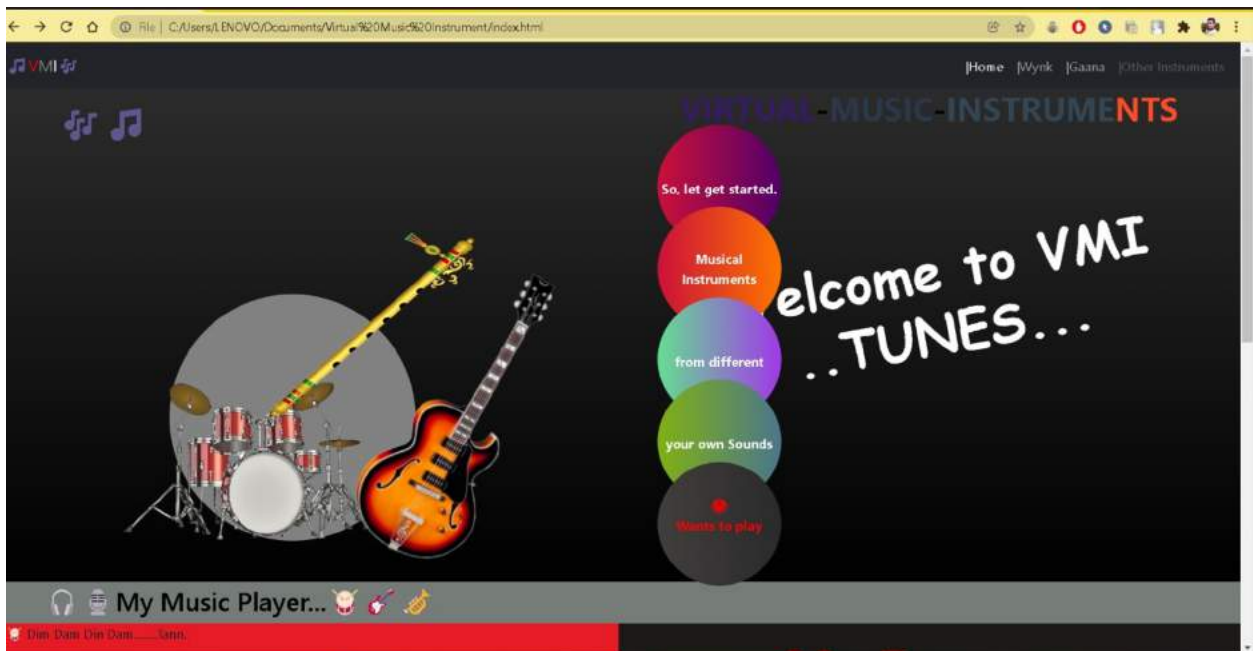 File | C:/Users/LENOVO/Documents/Virtual%20Music%20Instrument/index.html
VMI
|Home |Wynk |Gaana |Other Instruments
VIRTUAL-MUSIC-INSTRUMENTS
So, let get started.
Musical
Instruments
from different
your own Sounds
Wants to play
elcome to VMI
..TUNES...
My Music Player...
Dim Dam Din Dam